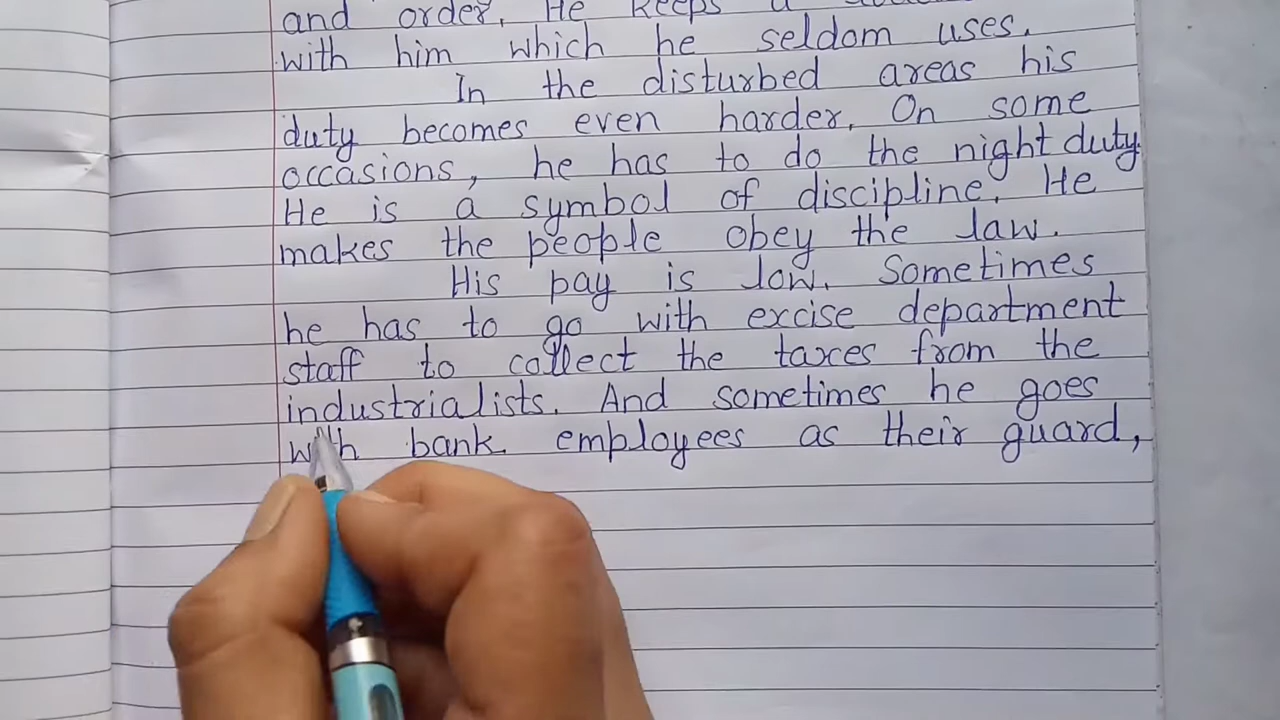 and order. He keeps a
with him which he seldom uses.
In the disturbed areas his
duty becomes even harder. On some
occasions, he has to do the night duty.
He is a symbol of discipline. He
makes the people obey the law.
His pay is low. Sometimes
he has to go with excise department
staff to collect the taxes from the
industrialists. And sometimes he goes
with bank employees as their guard,